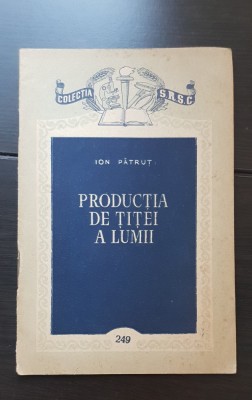 COLECȚIA S.R.S.C.
ION PĂTRUȚ
PRODUCȚIA
DE ȚIȚEI
A LUMII
249